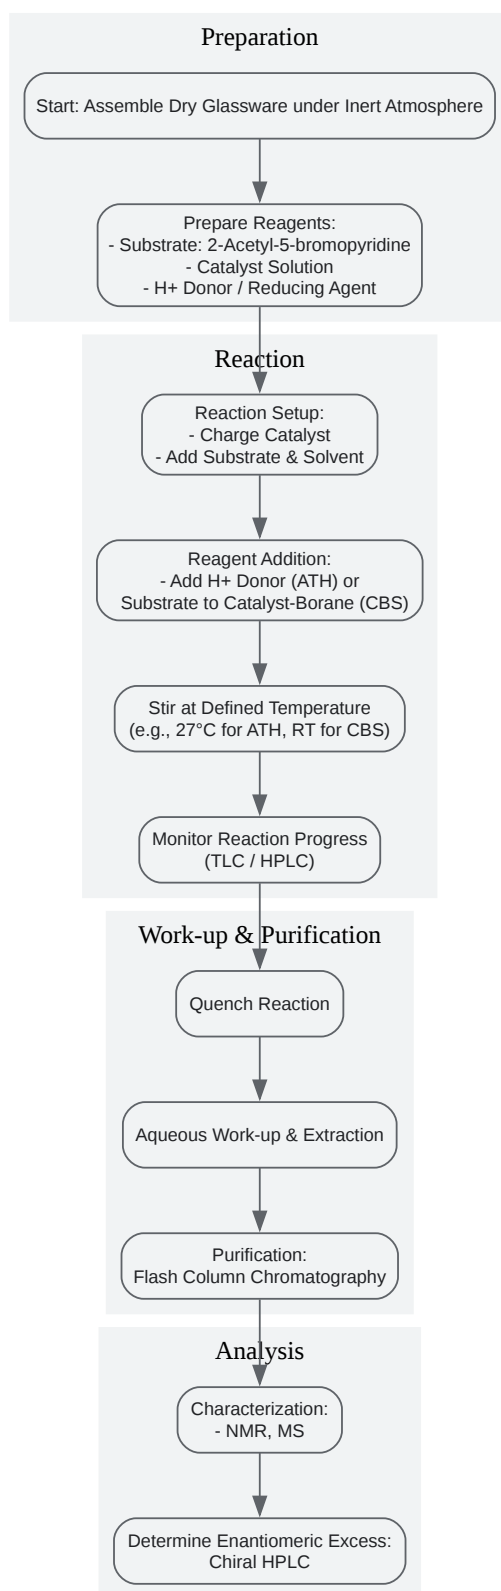 Preparation
Start: Assemble Dry Glassware under Inert Atmosphere
Prepare Reagents:
- Substrate: 2-Acetyl-5-bromopyridine
- Catalyst Solution
- H+ Donor / Reducing Agent
Reaction
Reaction Setup:
- Charge Catalyst
- Add Substrate & Solvent
Reagent Addition:
- Add H+ Donor (ATH) or
Substrate to Catalyst-Borane (CBS)
Stir at Defined Temperature
(e.g., 27°C for ATH, RT for CBS)
Monitor Reaction Progress
(TLC / HPLC)
Work-up & Purification
Quench Reaction
Aqueous Work-up & Extraction
Purification:
Flash Column Chromatography
Analysis
Characterization:
- NMR, MS
Determine Enantiomeric Excess:
Chiral HPLC